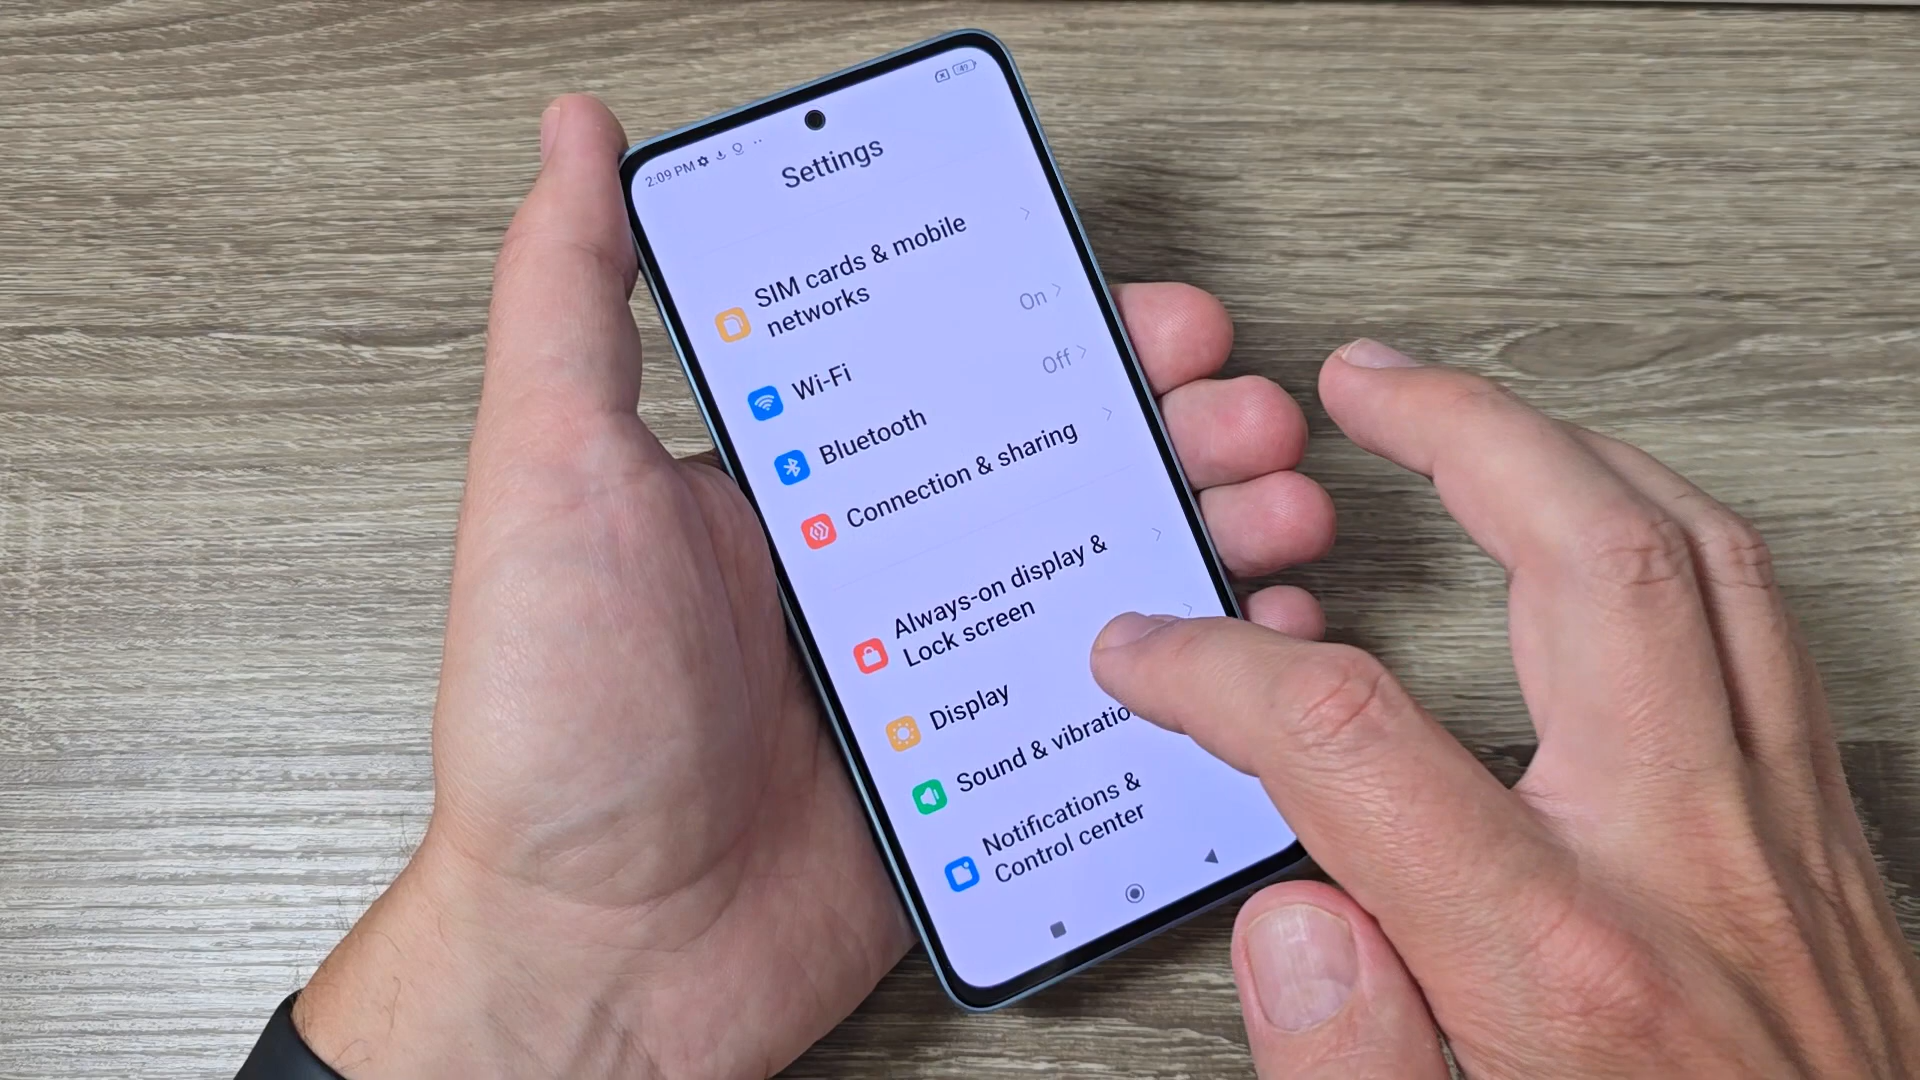 2:09 PM
49
Settings
SIM cards & mobile
networks
Wi-Fi
On
Bluetooth
Off
Connection & sharing
Always-on display &
Lock screen
Display
Sound & vibratio
Notifications &
Control center